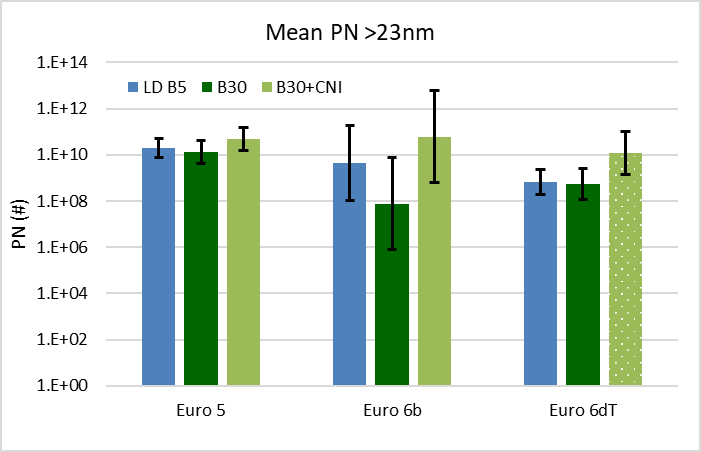 Mean PN >23nm
1.E+14
LD B5 B30 B30+CNI
1.E+12
1.E+10
1.E+08
1.E+06
1.E+04
1.E+02
1.E+00
PN (#)
Euro 5 Euro 6b Euro 6dT